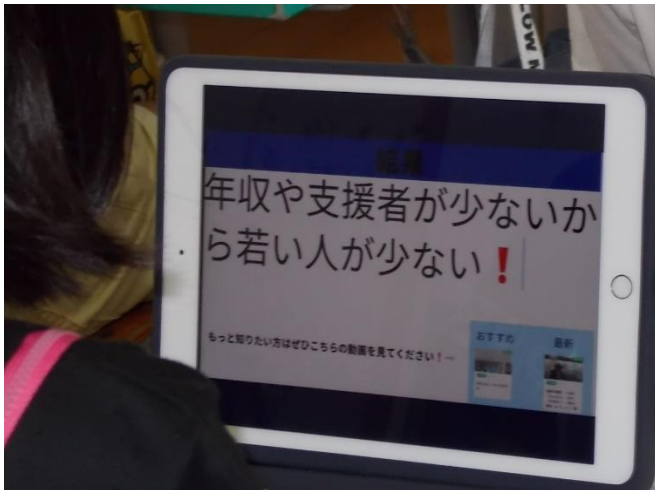 LOW N
結果
年収や支援者が少ないか
ら若い人が少ない❗
もっと知りたい方はぜひこちらの動画を見てください！→
おすすめ
最新